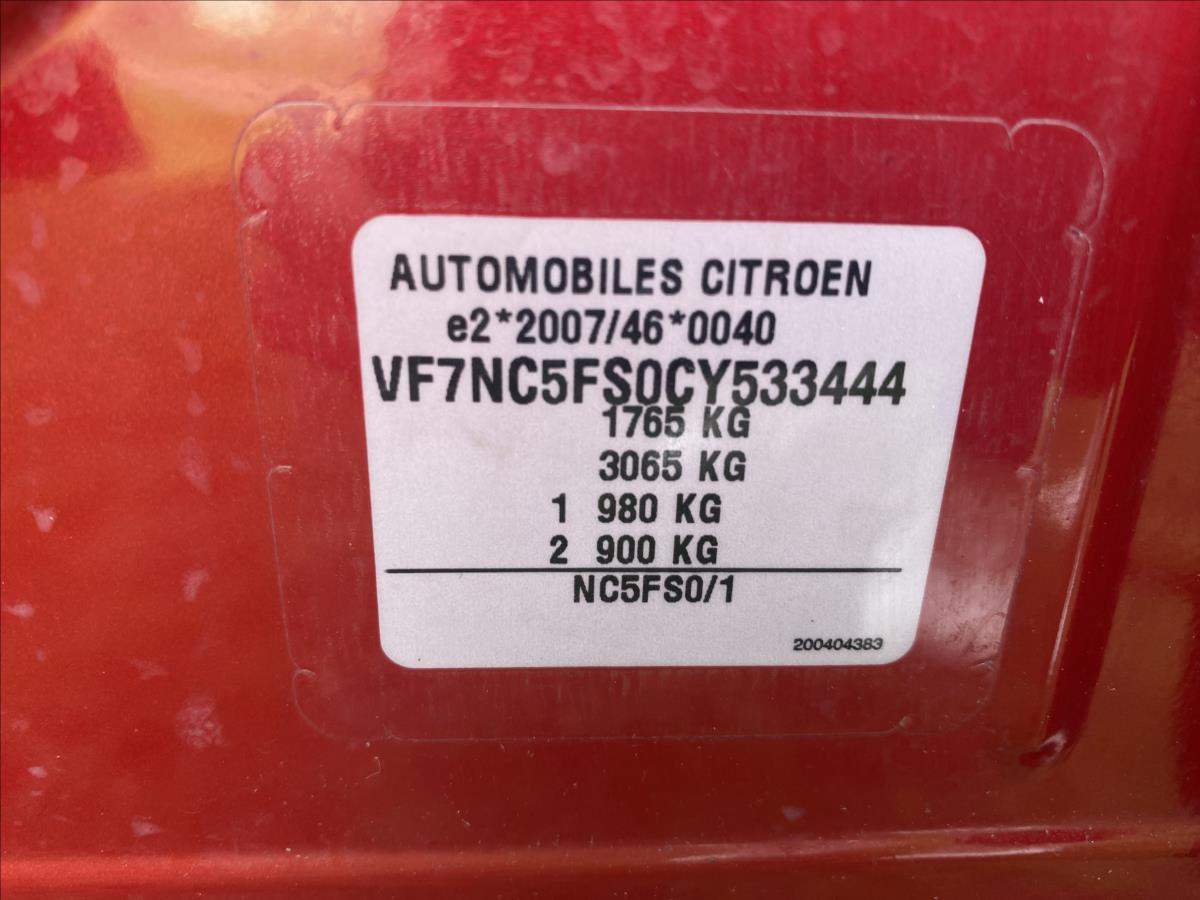 AUTOMOBILES CITROEN
e2*2007/46*0040
VF7NC5FS0CY533444
1765 KG
3065 KG
1 980 KG
2 900 KG
NC5FS0/1
200404383